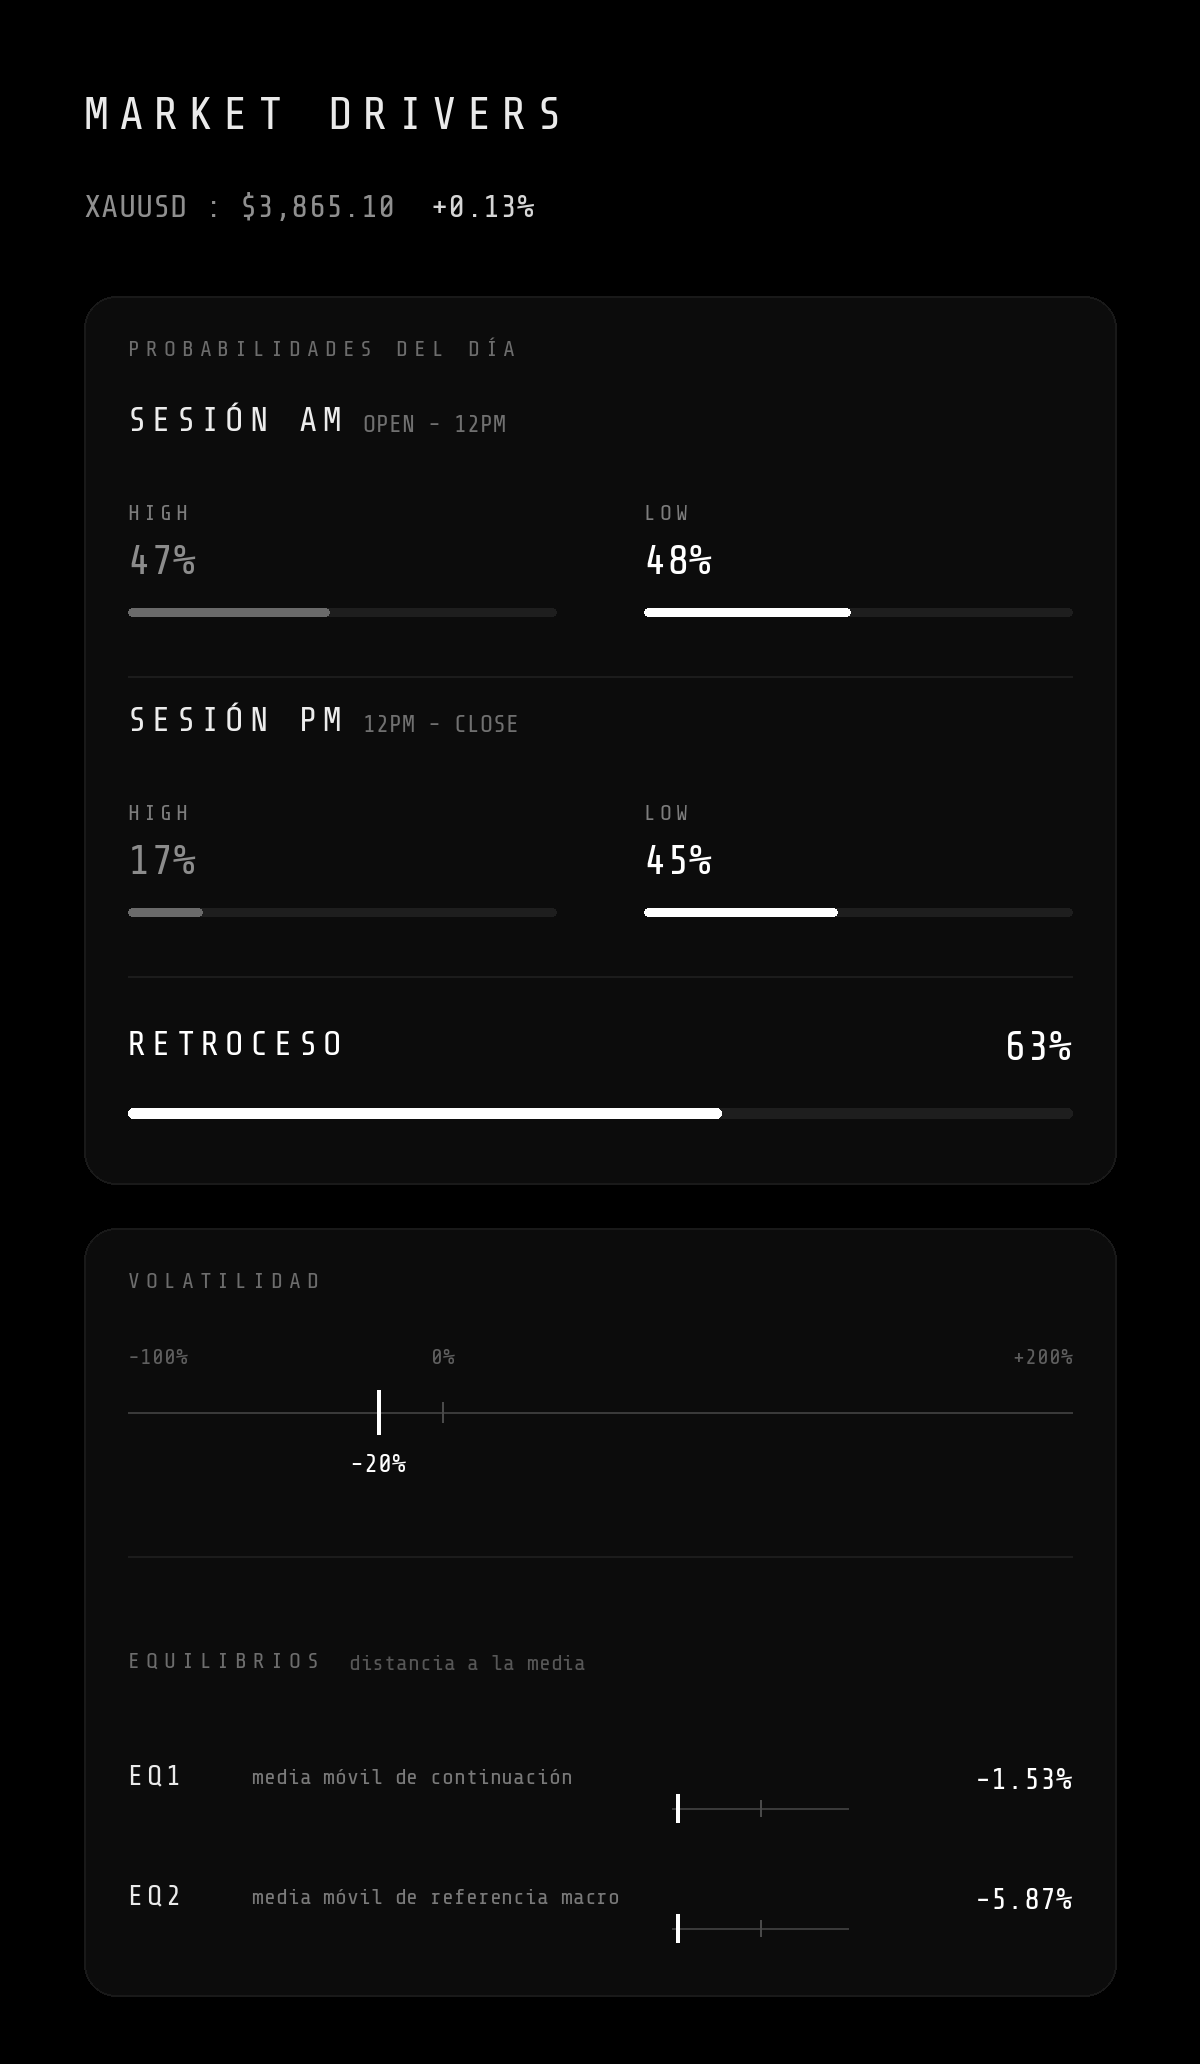 MARKET DRIVERS
XAUUSD : $3,865.10 +0.13%
PROBABILIDADES DEL DÍA
SESIÓN AM OPEN – 12PM
HIGH LOW
47% 48%
SESIÓN PM 12PM – CLOSE
HIGH LOW
17% 45%
RETROCESO 63%
VOLATILIDAD
-100% 0% +200%
-20%
EQUILIBRIOS distancia a la media
EQ1 media móvil de continuación -1.53%
EQ2 media móvil de referencia macro -5.87%